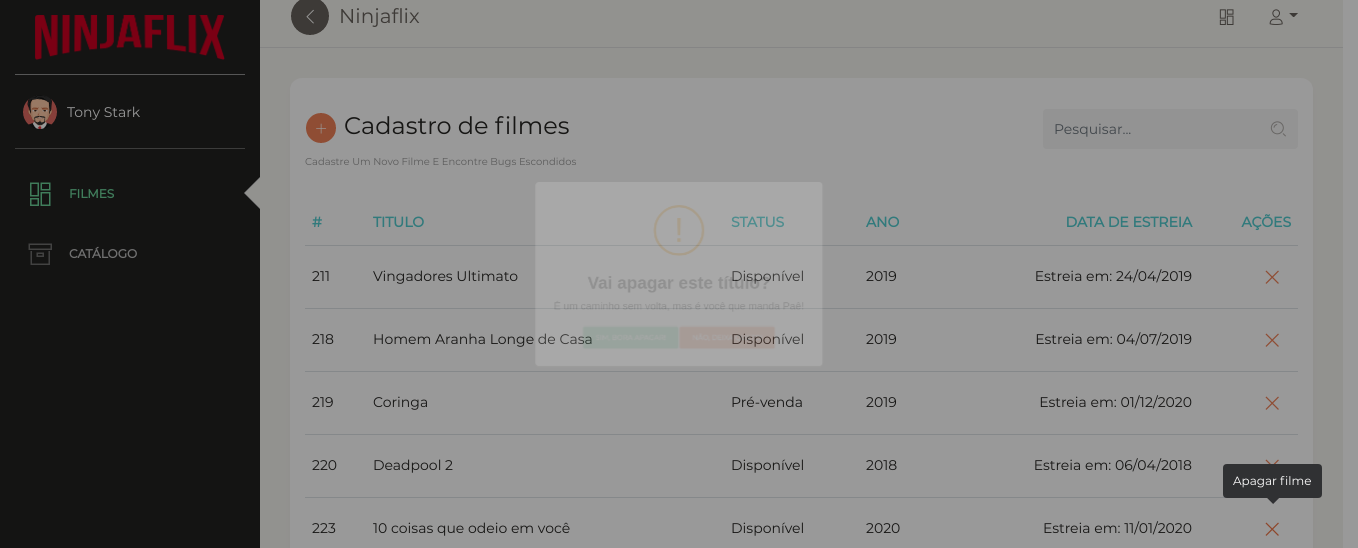 NINJAFLIX
Ninjaflix
Tony Stark
FILMES
CATÁLOGO
+ Cadastro de filmes
Pesquisar...
Cadastre Um Novo Filme E Encontre Bugs Escondidos
# TITULO STATUS ANO DATA DE ESTREIA AÇÕES
211 Vingadores Ultimato Disponível 2019 Estreia em: 24/04/2019
Vai apagar este título?
É um caminho sem volta, mas é você que manda Paê!
218 Homem Aranha Longe de Casa Disponível 2019 Estreia em: 04/07/2019
219 Coringa Pré-venda 2019 Estreia em: 01/12/2020
220 Deadpool 2 Disponível 2018 Estreia em: 06/04/2018
Apagar filme
223 10 coisas que odeio em você Disponível 2020 Estreia em: 11/01/2020